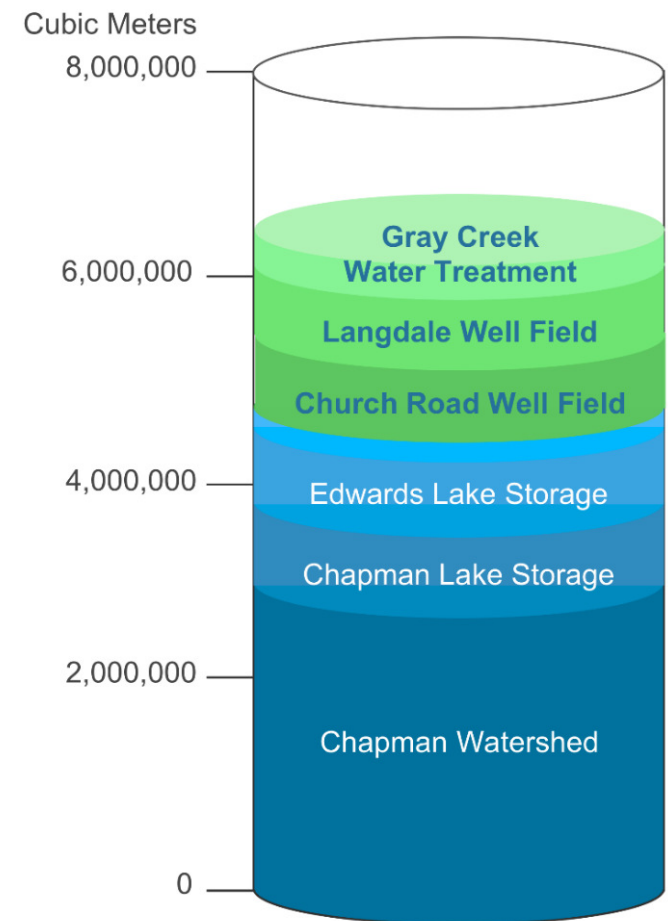 Cubic Meters
8,000,000
Gray Creek
Water Treatment
6,000,000
Langdale Well Field
Church Road Well Field
4,000,000
Edwards Lake Storage
Chapman Lake Storage
2,000,000
Chapman Watershed
0